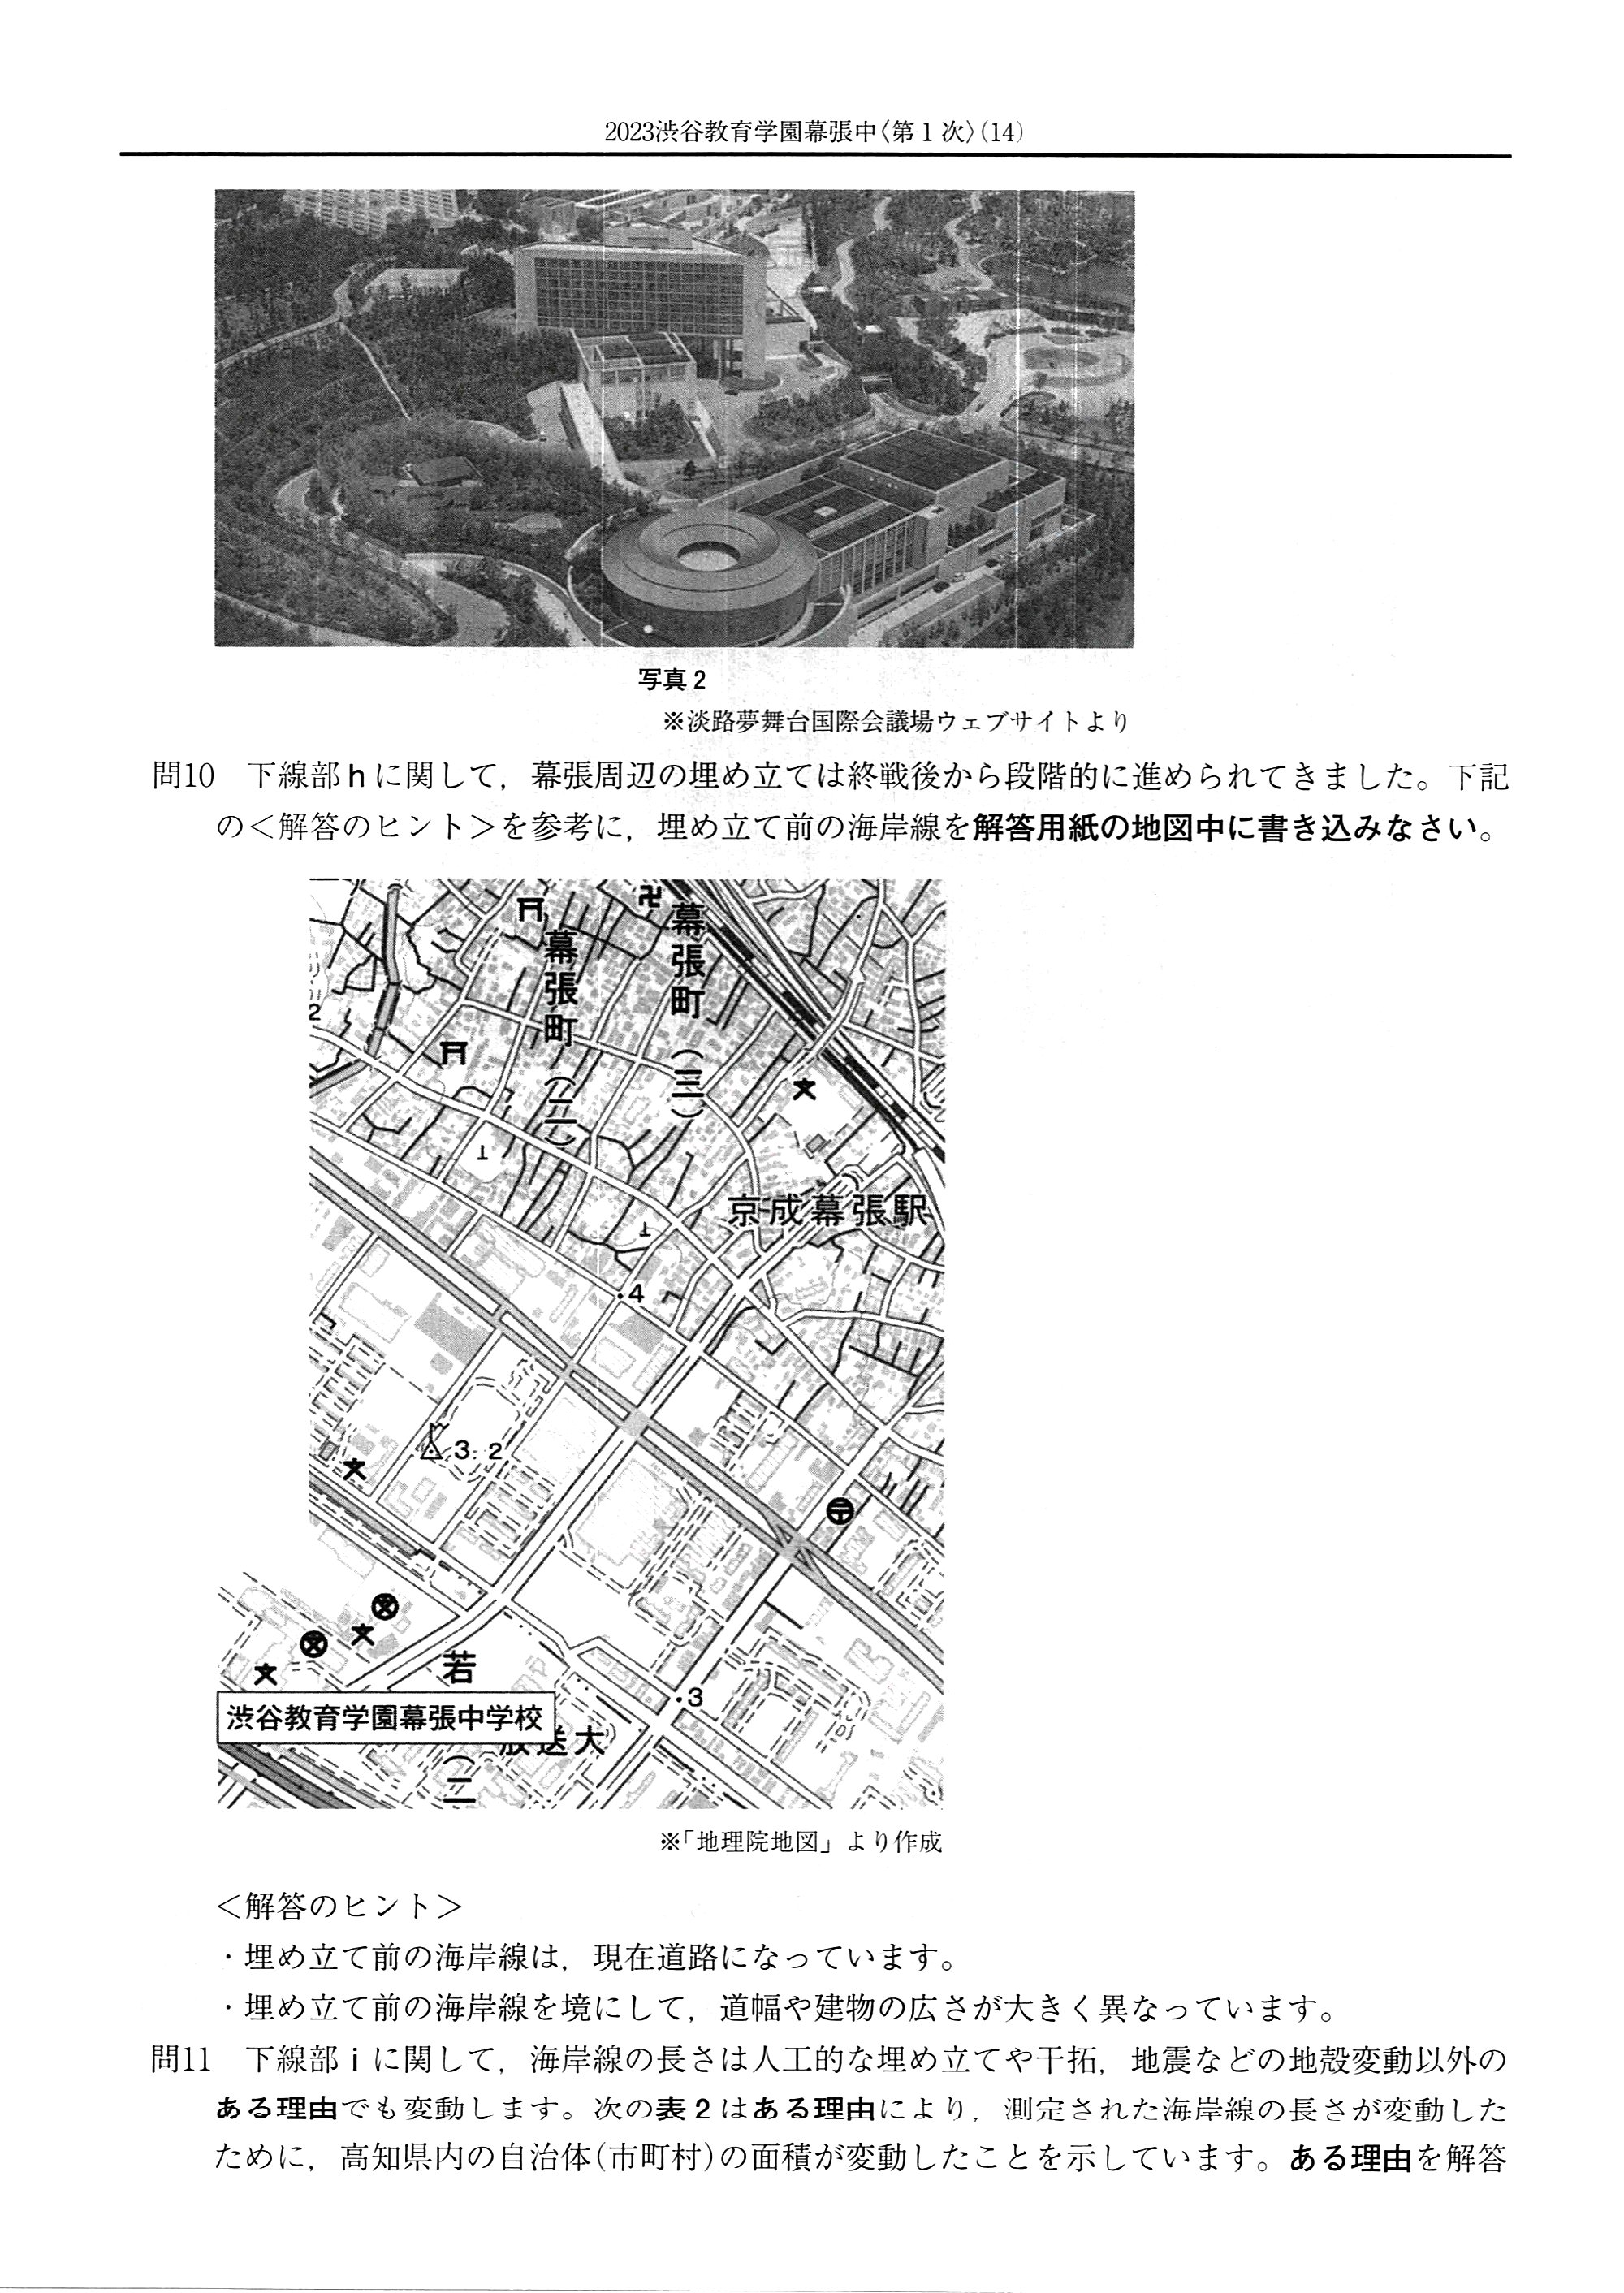 2023渋谷教育学園幕張中〈第1次〉(14)
写真2
※淡路夢舞台国際会議場ウェブサイトより
問10　下線部hに関して，幕張周辺の埋め立ては終戦後から段階的に進められてきました。下記
の＜解答のヒント＞を参考に，埋め立て前の海岸線を解答用紙の地図中に書き込みなさい。
幕張町(二)
幕張町(三)
2
京成幕張駅
4
3.2
若
3
渋谷教育学園幕張中学校
放送大
(二
※「地理院地図」より作成
＜解答のヒント＞
・埋め立て前の海岸線は，現在道路になっています。
・埋め立て前の海岸線を境にして，道幅や建物の広さが大きく異なっています。
問11　下線部iに関して，海岸線の長さは人工的な埋め立てや干拓，地震などの地殻変動以外の
ある理由でも変動します。次の表2はある理由により，測定された海岸線の長さが変動した
ために，高知県内の自治体(市町村)の面積が変動したことを示しています。ある理由を解答